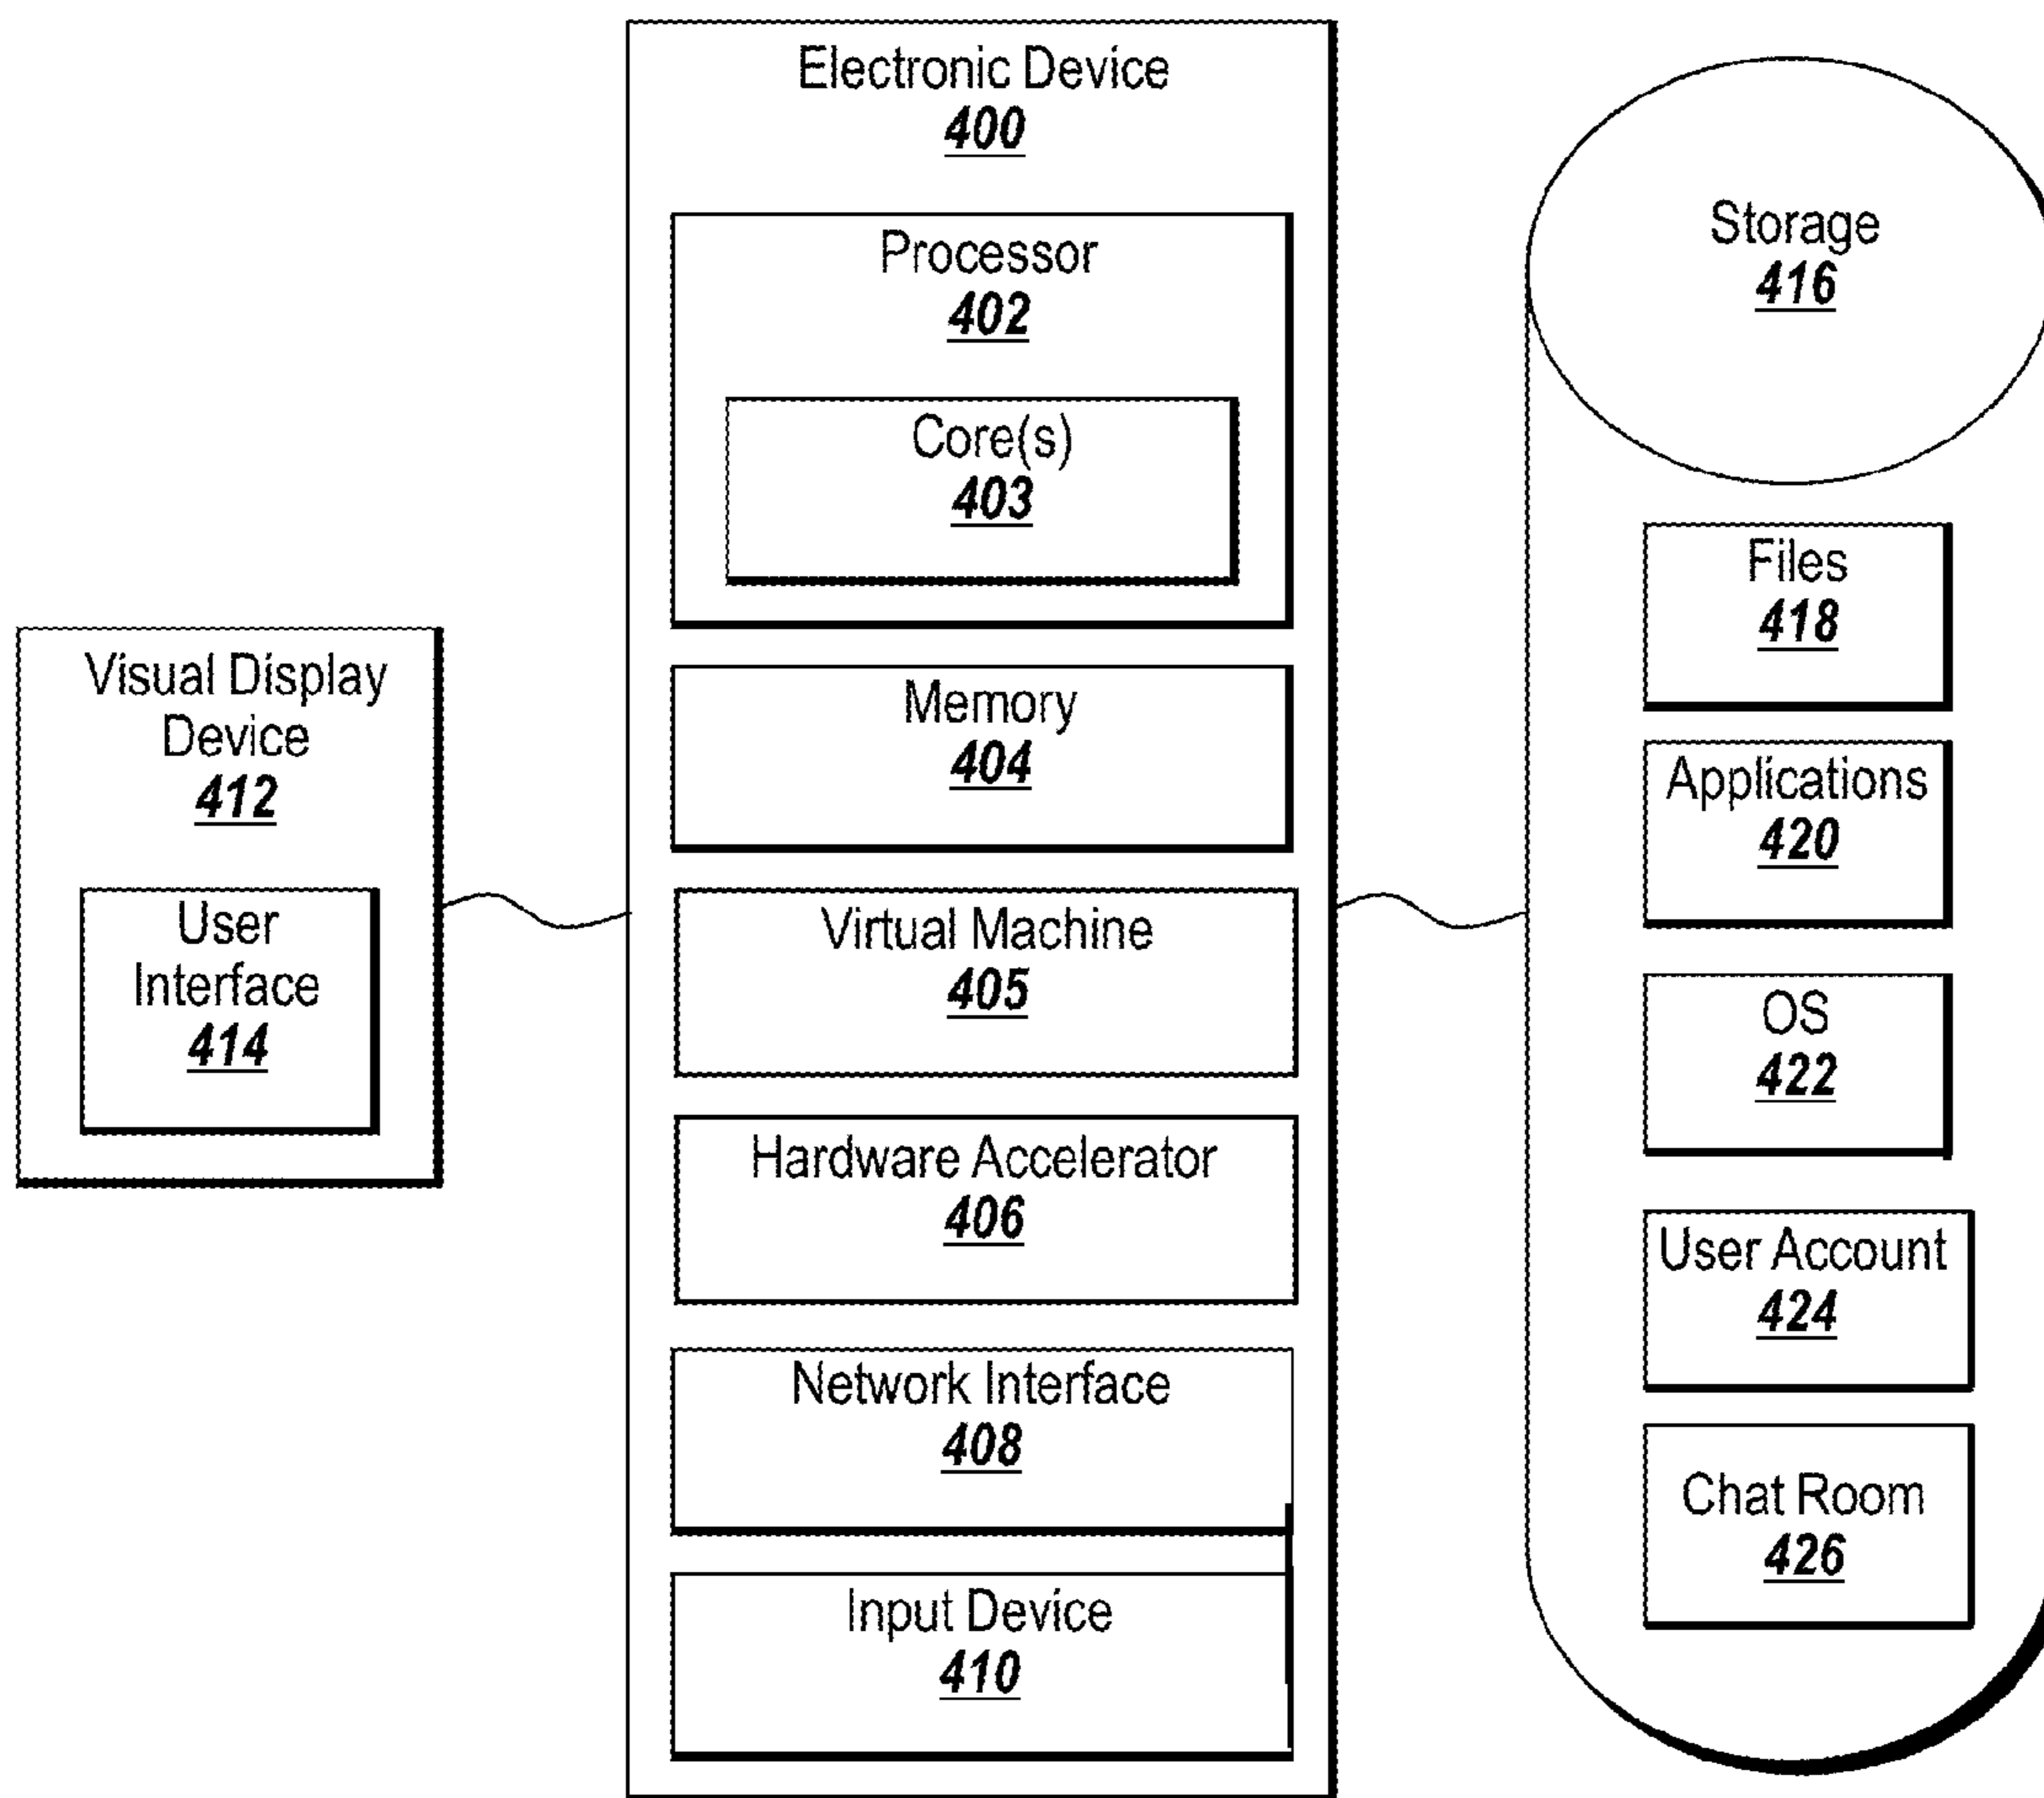 Electronic Device
400
Processor
402
Core(s)
403
Memory
404
Virtual Machine
405
Hardware Accelerator
406
Network Interface
408
Input Device
410
Visual Display
Device
412
User
Interface
414
Storage
416
Files
418
Applications
420
OS
422
User Account
424
Chat Room
426